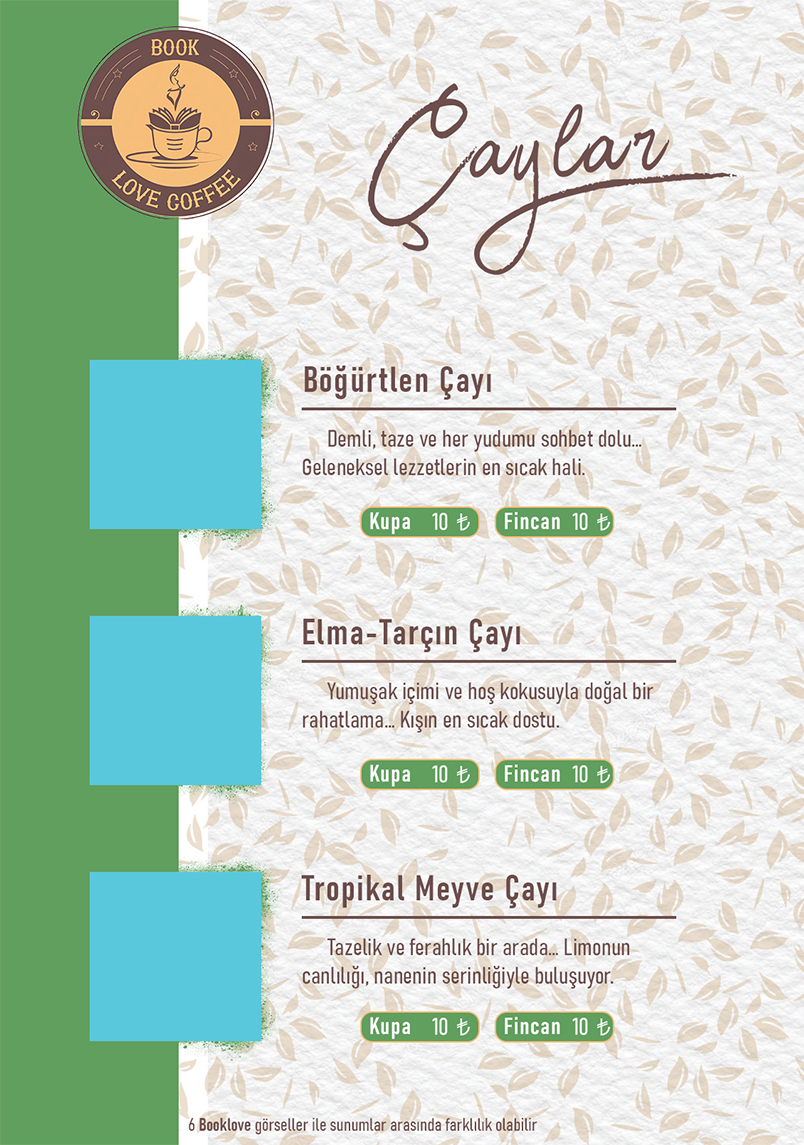 BOOK
LOVE COFFEE
Çaylar
Böğürtlen Çayı
Demli, taze ve her yudumu sohbet dolu...
Geleneksel lezzetlerin en sıcak hali.
Kupa 10 ₺ Fincan 10 ₺
Elma-Tarçın Çayı
Yumuşak içimi ve hoş kokusuyla doğal bir
rahatlama... Kışın en sıcak dostu.
Kupa 10 ₺ Fincan 10 ₺
Tropikal Meyve Çayı
Tazelik ve ferahlık bir arada... Limonun
canlılığı, nanenin serinliğiyle buluşuyor.
Kupa 10 ₺ Fincan 10 ₺
6 Booklove görseller ile sunumlar arasında farklılık olabilir